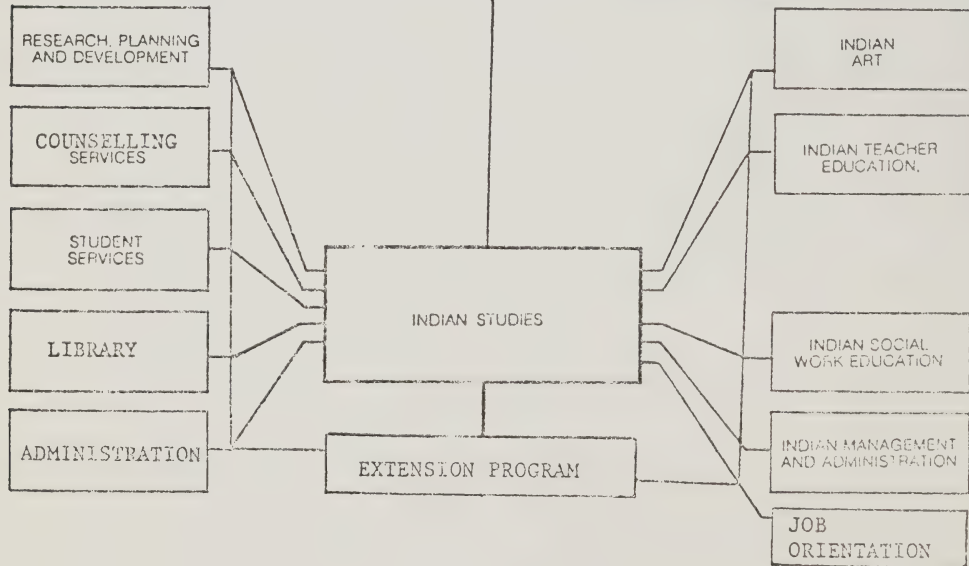 RESEARCH, PLANNING
AND DEVELOPMENT
COUNSELLING
SERVICES
STUDENT
SERVICES
LIBRARY
ADMINISTRATION
INDIAN STUDIES
EXTENSION PROGRAM
INDIAN
ART
INDIAN TEACHER
EDUCATION,
INDIAN SOCIAL
WORK EDUCATION
INDIAN MANAGEMENT
AND ADMINISTRATION
JOB
ORIENTATION